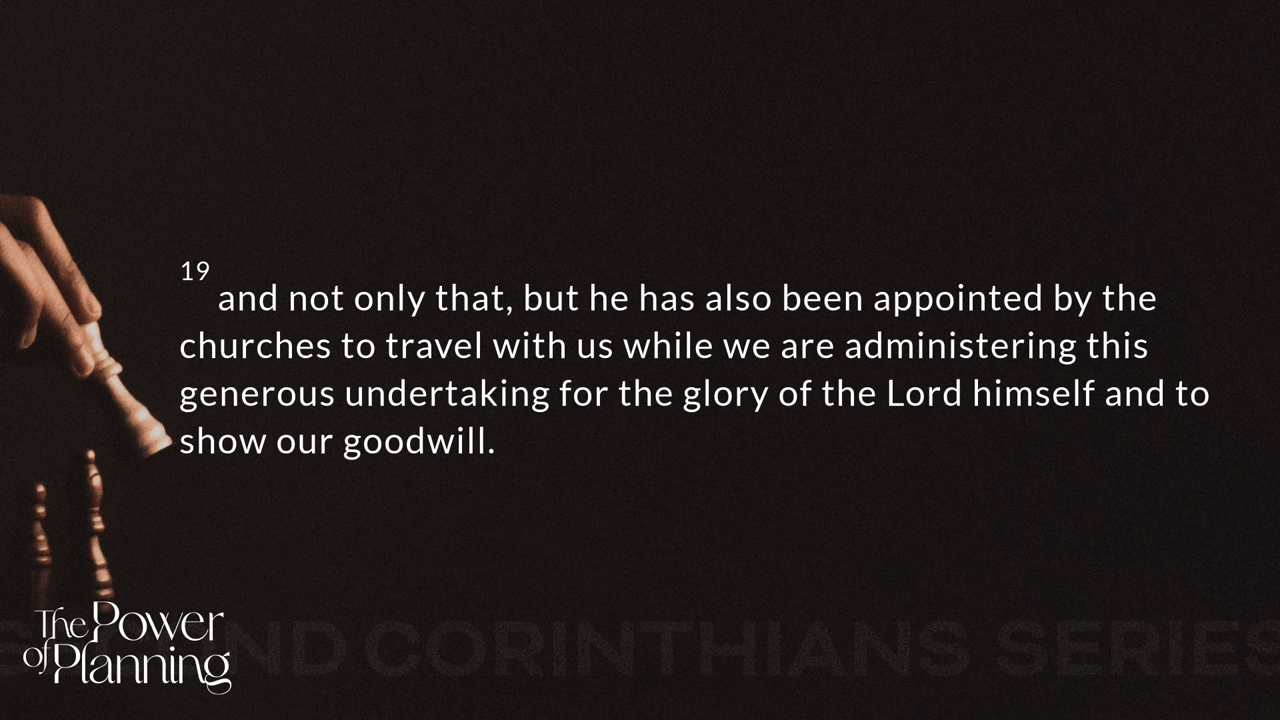 19 and not only that, but he has also been appointed by the
churches to travel with us while we are administering this
generous undertaking for the glory of the Lord himself and to
show our goodwill.
The Power
of Planning
ND CORINTHIANS SERIES